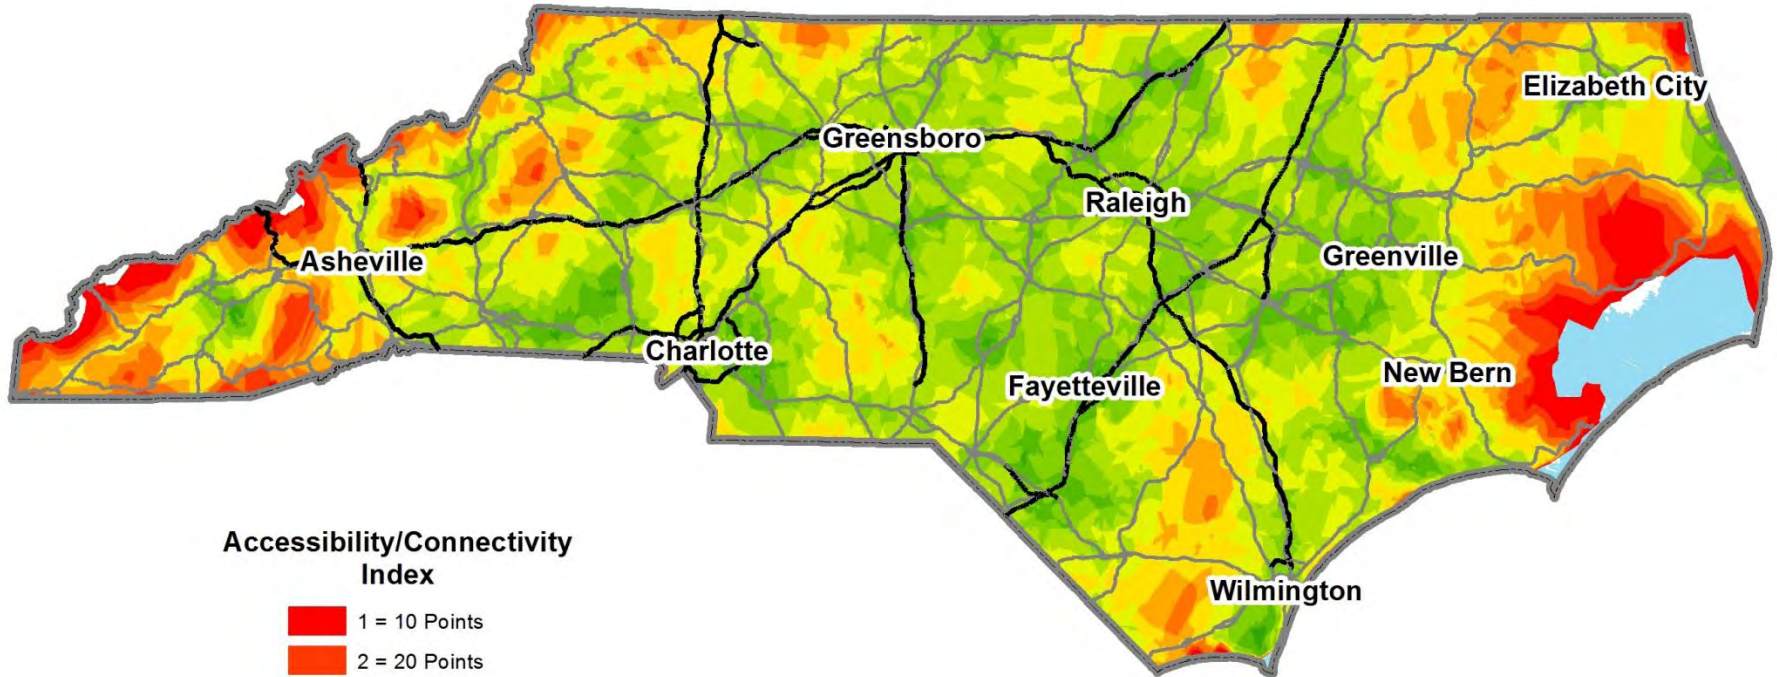 Elizabeth City
Greensboro
Raleigh
Asheville
Greenville
Charlotte
New Bern
Fayetteville
Wilmington
Accessibility/Connectivity
Index
1 = 10 Points
2 = 20 Points